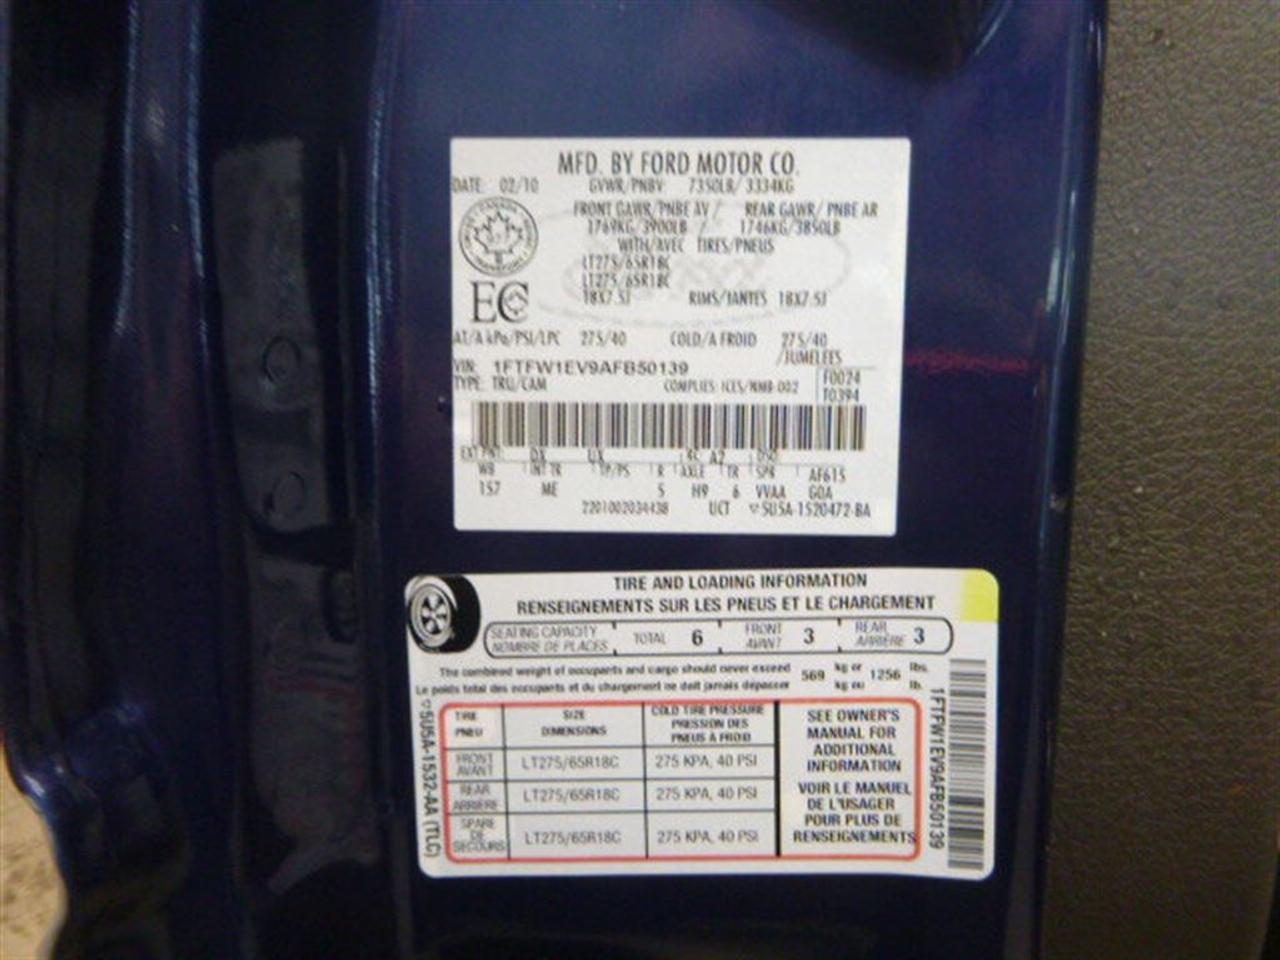 MFD. BY FORD MOTOR CO.
DATE: 02/10 GVWR/PNBV 7350LB/ 3334KG
FRONT GAWR/PNBE AV / REAR GAWR/ PNBE AR
1769KG/3900LB / 1746KG/3850LB
WITH/AVEC TIRES/PNEUS
LT275/65R18C
LT275/65R18C
18X7.5J RIMS/JANTES 18X7.5J
EC
AT/A kPa/PSI/LPC 275/40 COLD/A FROID 275/40
/JUMELEES
VIN: 1FTFW1EV9AFB50139
F0024
TYPE: TRU/CAM COMPLIES: ICES/NMB-002
T0394
EXT PNT: DX UX
WB INT TR TP/PS R AXLE TR SPR AF615
157 ME 5 H9 6 VVAA GOA
2201002034438 UCT ▽5U5A-1520472-BA
TIRE AND LOADING INFORMATION
RENSEIGNEMENTS SUR LES PNEUS ET LE CHARGEMENT
SEATING CAPACITY TOTAL 6 FRONT 3 REAR 3
NOMBRE DE PLACES AVANT ARRIÈRE
The combined weight of occupants and cargo should never exceed 569 kg or 1256 lbs.
Le poids total des occupants et du chargement ne doit jamais dépasser kg ou lb.
TIRE SIZE COLD TIRE PRESSURE
PNEU DIMENSIONS PRESSION DES
PNEUS A FROID
FRONT LT275/65R18C 275 KPA, 40 PSI
AVANT
REAR LT275/65R18C 275 KPA, 40 PSI
ARRIÈRE
SPARE LT275/65R18C 275 KPA, 40 PSI
DE
SECOURS
SEE OWNER'S
MANUAL FOR
ADDITIONAL
INFORMATION
VOIR LE MANUEL
DE L'USAGER
POUR PLUS DE
RENSEIGNEMENTS
▽5U5A-1532-AA (TLC)
1FTFW1EV9AFB50139